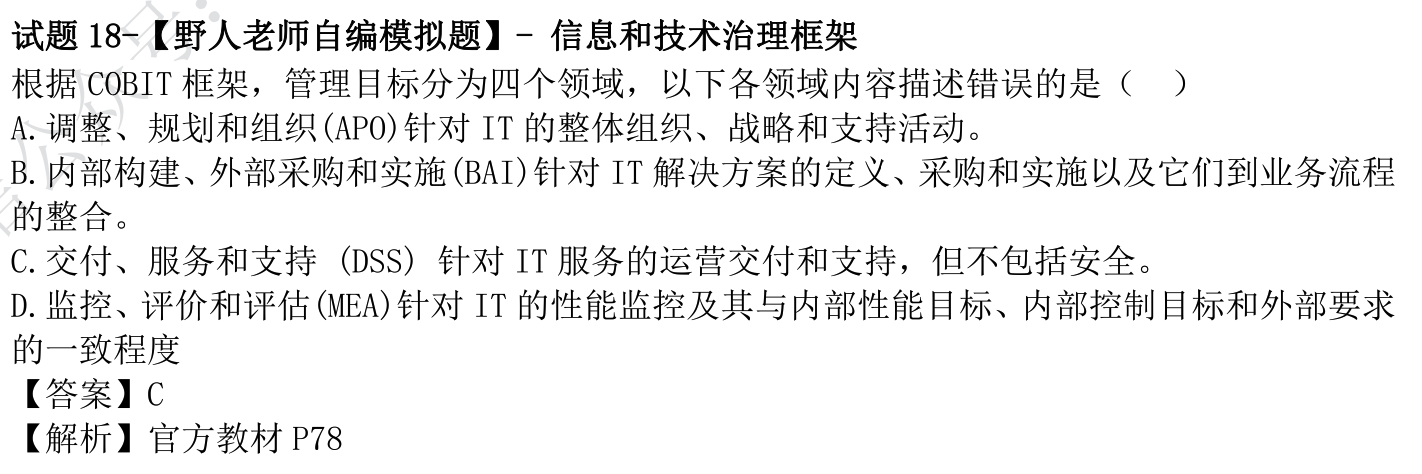 试题 18-【野人老师自编模拟题】- 信息和技术治理框架
根据 COBIT 框架，管理目标分为四个领域，以下各领域内容描述错误的是（ ）
A.调整、规划和组织(APO)针对 IT 的整体组织、战略和支持活动。
B.内部构建、外部采购和实施(BAI)针对 IT 解决方案的定义、采购和实施以及它们到业务流程
的整合。
C.交付、服务和支持 (DSS) 针对 IT 服务的运营交付和支持，但不包括安全。
D.监控、评价和评估(MEA)针对 IT 的性能监控及其与内部性能目标、内部控制目标和外部要求
的一致程度
【答案】C
【解析】官方教材 P78